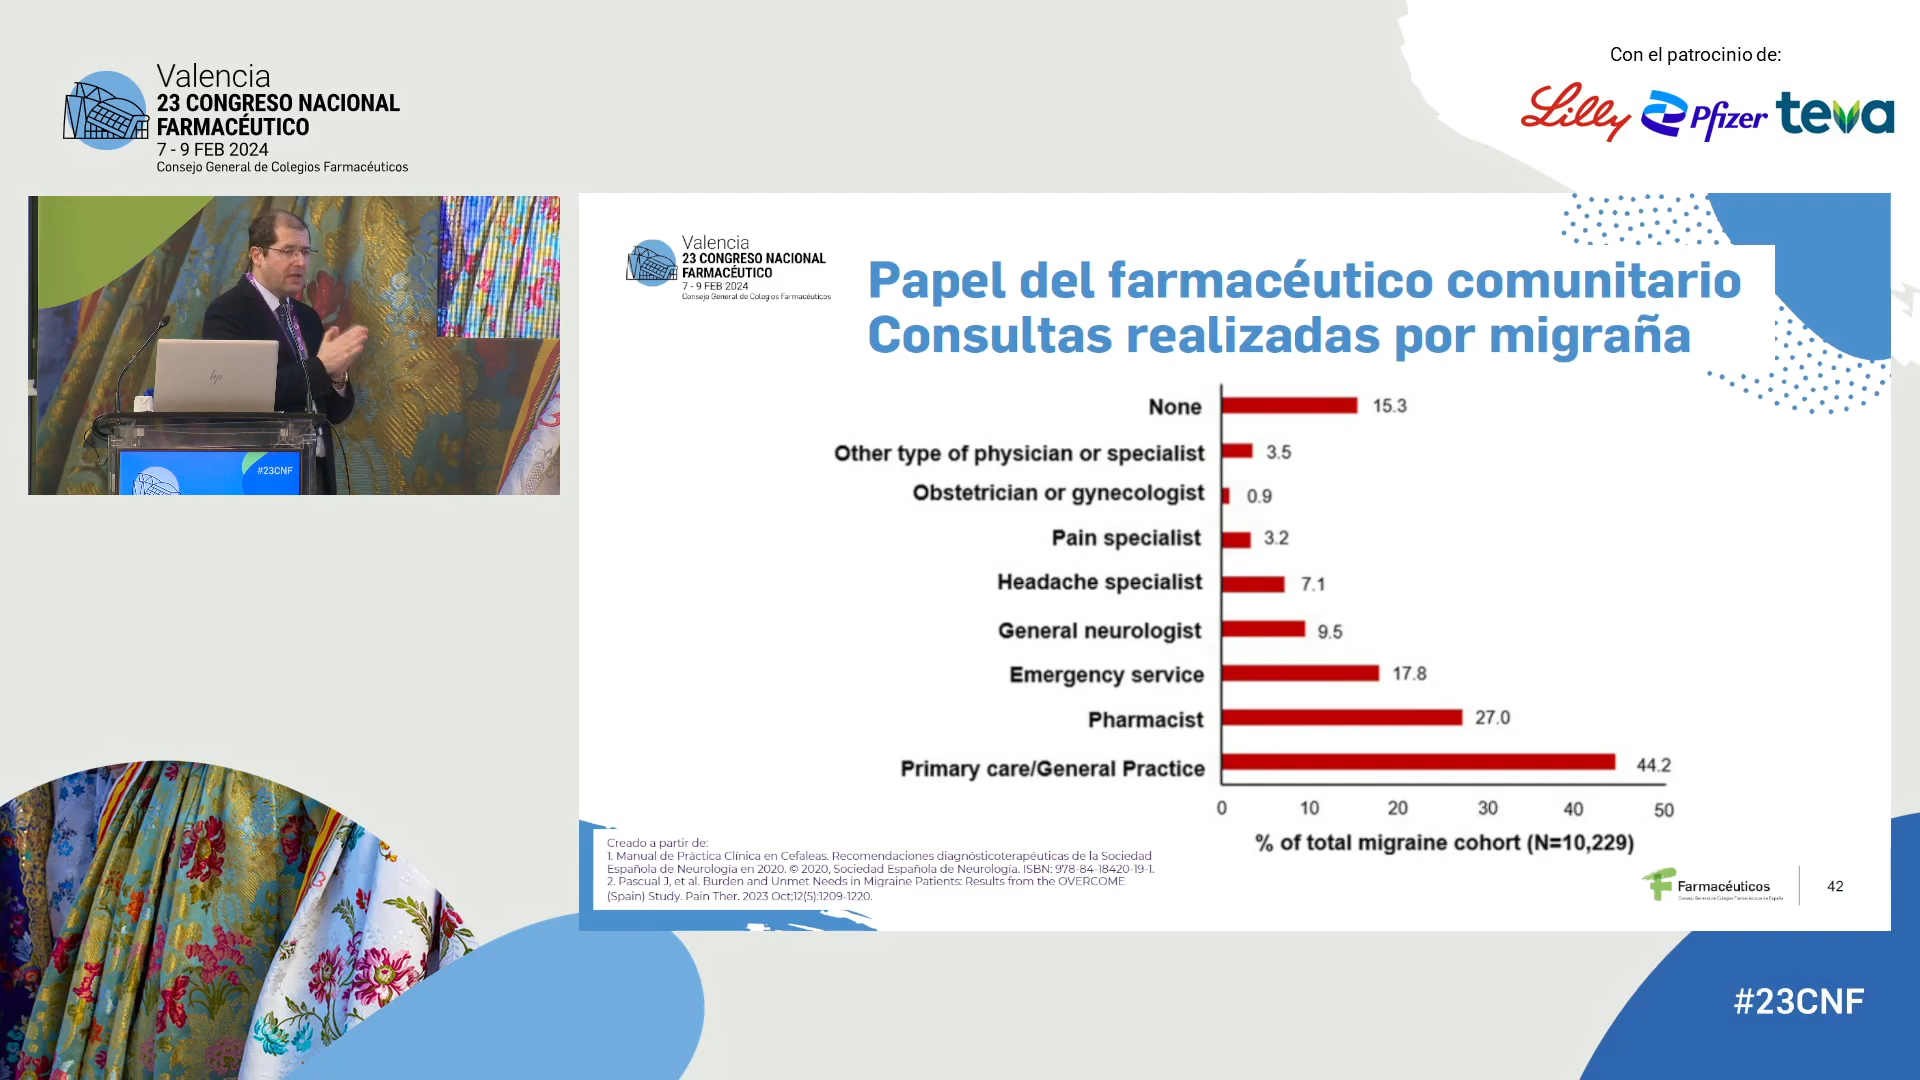 Valencia
23 CONGRESO NACIONAL
FARMACÉUTICO
7 - 9 FEB 2024
Consejo General de Colegios Farmacéuticos
Con el patrocinio de:
Lilly
Pfizer
teva
hp
#23CNF
Valencia
23 CONGRESO NACIONAL
FARMACÉUTICO
7 - 9 FEB 2024
Consejo General de Colegios Farmacéuticos
Papel del farmacéutico comunitario
Consultas realizadas por migraña
None 15.3
Other type of physician or specialist 3.5
Obstetrician or gynecologist 0.9
Pain specialist 3.2
Headache specialist 7.1
General neurologist 9.5
Emergency service 17.8
Pharmacist 27.0
Primary care/General Practice 44.2
0 10 20 30 40 50
% of total migraine cohort (N=10,229)
Creado a partir de:
1. Manual de Práctica Clínica en Cefaleas. Recomendaciones diagnósticoterapéuticas de la Sociedad
Española de Neurología en 2020. © 2020, Sociedad Española de Neurología. ISBN: 978-84-18420-19-1.
2. Pascual J, et al. Burden and Unmet Needs in Migraine Patients: Results from the OVERCOME
(Spain) Study. Pain Ther. 2023 Oct;12(5):1209-1220.
Farmacéuticos
Consejo General de Colegios Farmacéuticos de España
42
#23CNF